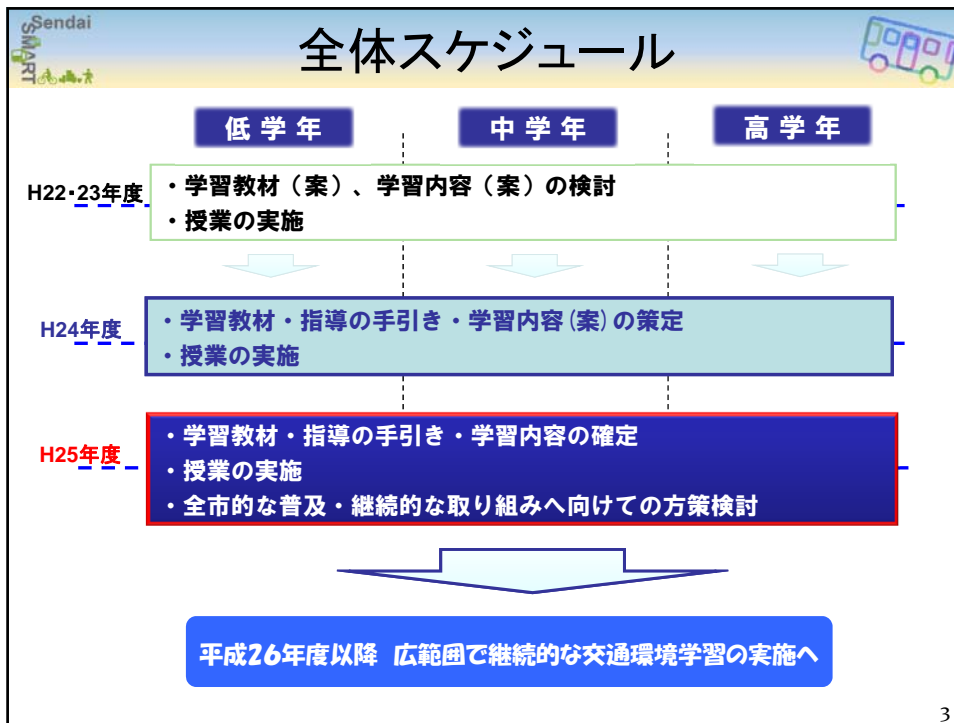 Sendai
SMART
全体スケジュール
低学年
中学年
高学年
H22・23年度
・学習教材（案）、学習内容（案）の検討
・授業の実施
H24年度
・学習教材・指導の手引き・学習内容(案)の策定
・授業の実施
H25年度
・学習教材・指導の手引き・学習内容の確定
・授業の実施
・全市的な普及・継続的な取り組みへ向けての方策検討
平成26年度以降 広範囲で継続的な交通環境学習の実施へ
3